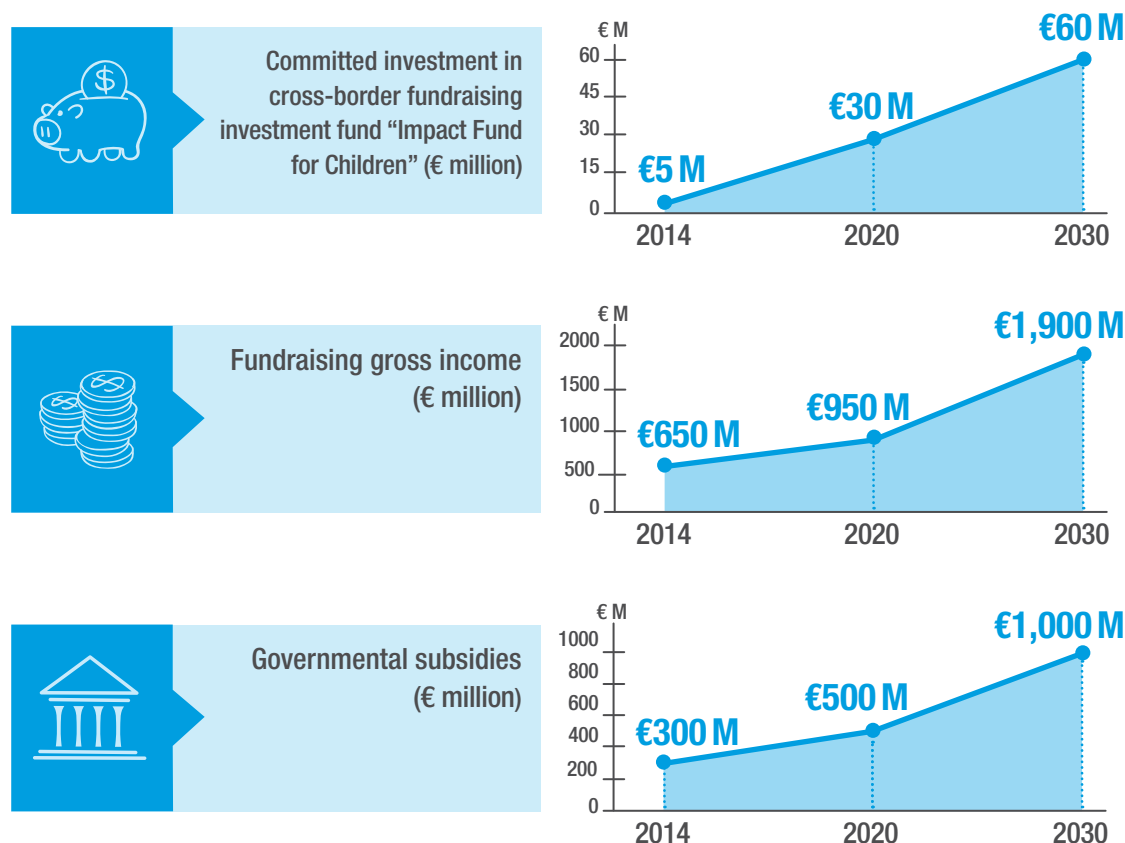 $
Committed investment in
cross-border fundraising
investment fund “Impact Fund
for Children” (€ million)
€ M
60
45
30
15
0
€5 M
€30 M
€60 M
2014 2020 2030
Fundraising gross income
(€ million)
€ M
2000
1500
1000
500
0
€650 M
€950 M
€1,900 M
2014 2020 2030
Governmental subsidies
(€ million)
€ M
1000
800
600
400
200
0
€300 M
€500 M
€1,000 M
2014 2020 2030